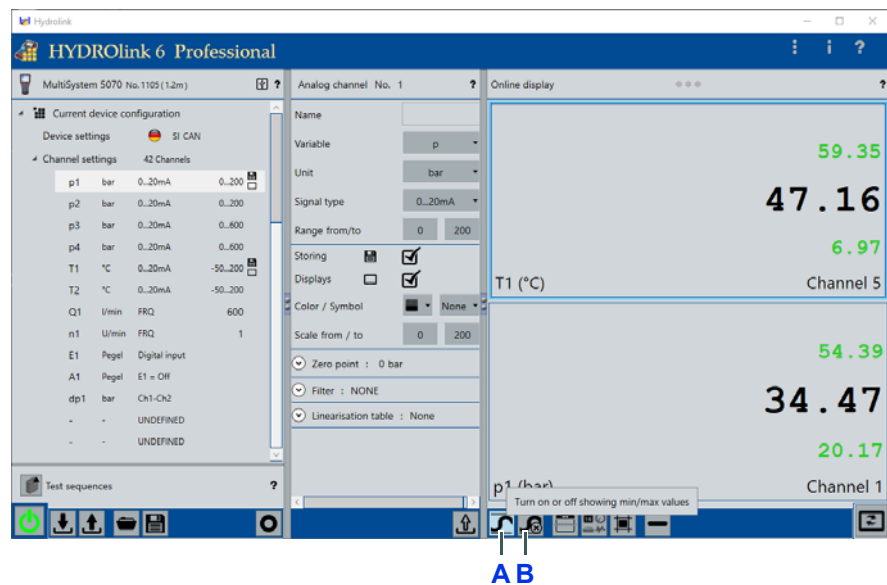 Hydrolink
HYDROlink 6 Professional
MultiSystem 5070 No. 1105 (1.2m) ?
Current device configuration
Device settings SI CAN
Channel settings 42 Channels
p1 bar 0..20mA 0..200
p2 bar 0..20mA 0..200
p3 bar 0..20mA 0..600
p4 bar 0..20mA 0..600
T1 °C 0..20mA -50..200
T2 °C 0..20mA -50..200
Q1 l/min FRQ 600
n1 U/min FRQ 1
E1 Pegel Digital input
A1 Pegel E1 = Off
dp1 bar Ch1-Ch2
- - UNDEFINED
- - UNDEFINED
Test sequences ?
Analog channel No. 1 ?
Name
Variable p
Unit bar
Signal type 0..20mA
Range from/to 0 200
Storing
Displays
Color / Symbol None
Scale from / to 0 200
Zero point : 0 bar
Filter : NONE
Linearisation table : None
Online display ?
59.35
47.16
6.97
T1 (°C) Channel 5
54.39
34.47
20.17
p1 (bar) Channel 1
Turn on or off showing min/max values
A B